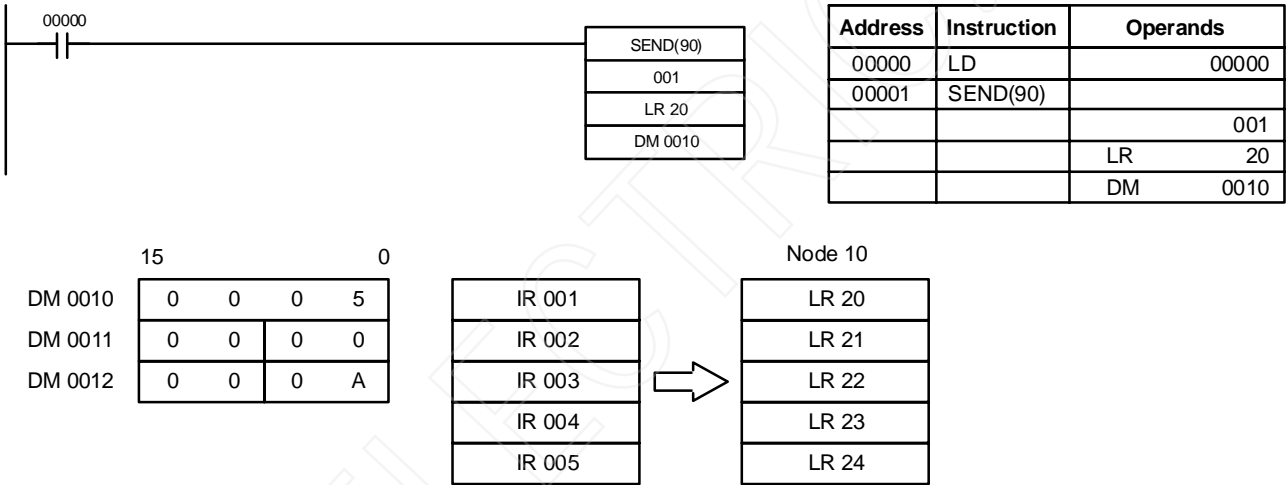 00000
SEND(90)
001
LR 20
DM 0010
Address Instruction Operands
00000 LD 00000
00001 SEND(90)
001
LR 20
DM 0010
15 0
DM 0010 0 0 0 5
DM 0011 0 0 0 0
DM 0012 0 0 0 A
IR 001
IR 002
IR 003
IR 004
IR 005
Node 10
LR 20
LR 21
LR 22
LR 23
LR 24